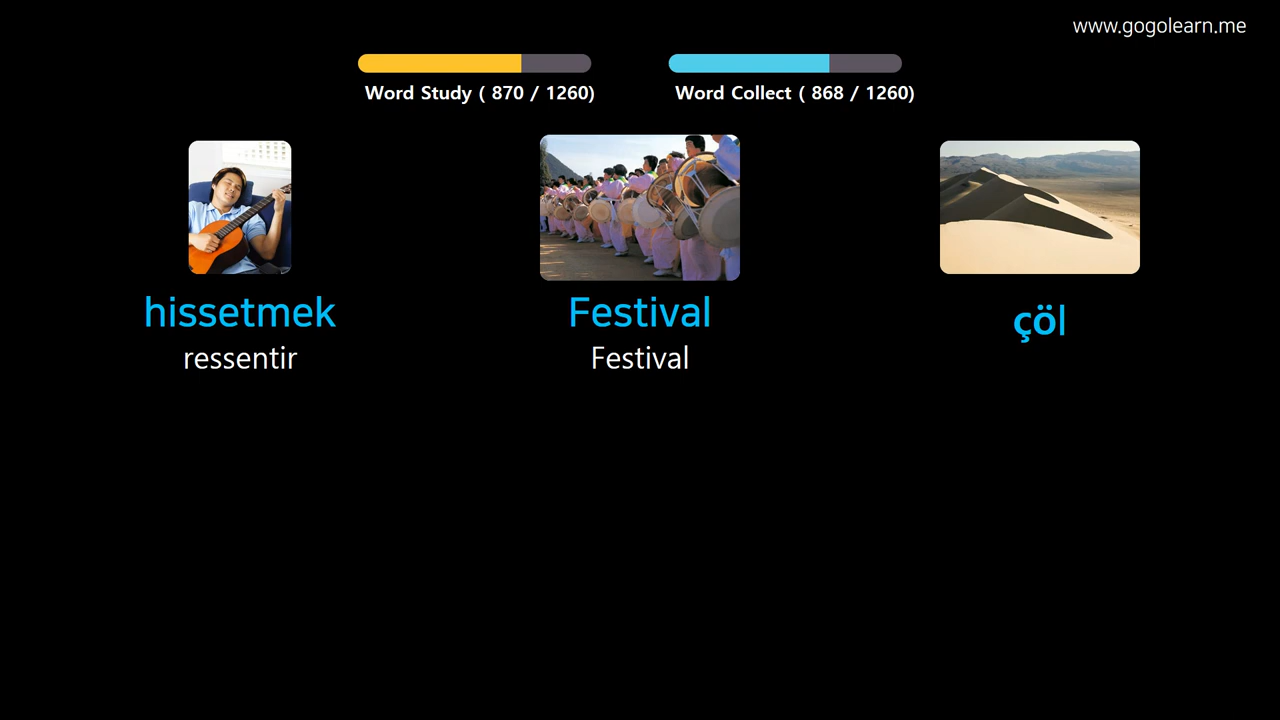 www.gogolearn.me
Word Study ( 870 / 1260)
Word Collect ( 868 / 1260)
hissetmek
ressentir
Festival
Festival
çöl